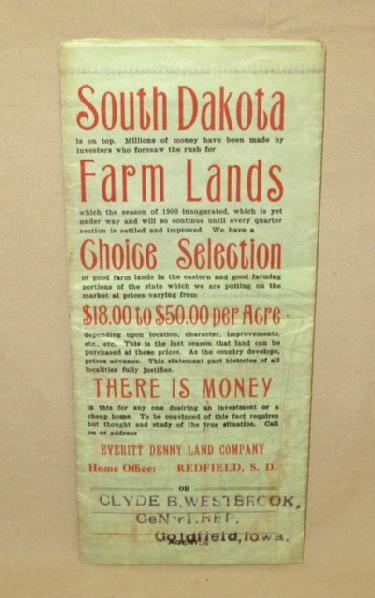 South Dakota
is on top. Millions of money have been made by
investors who foresaw the rush for
Farm Lands
which the season of 1900 inaugurated, which is yet
under way and will so continue until every quarter
section is settled and improved. We have a
Choice Selection
of good farm lands in the eastern and good farming
portions of the state which we are putting on the
market at prices varying from
$18.00 to $50.00 per Acre
depending upon location, character, improvements,
etc., etc. This is the last season that land can be
purchased at these prices. As the country develops,
prices advance. This statement past histories of all
localities fully justifies.
THERE IS MONEY
in this for any one desiring an investment or a
cheap home. To be convinced of this fact requires
but thought and study of the true situation. Call
on or address
EVERITT DENNY LAND COMPANY
Home Office: REDFIELD, S. D.
OR
CLYDE B. WESTBROOK,
GeN'rl. REP.
Goldfield, Iowa.